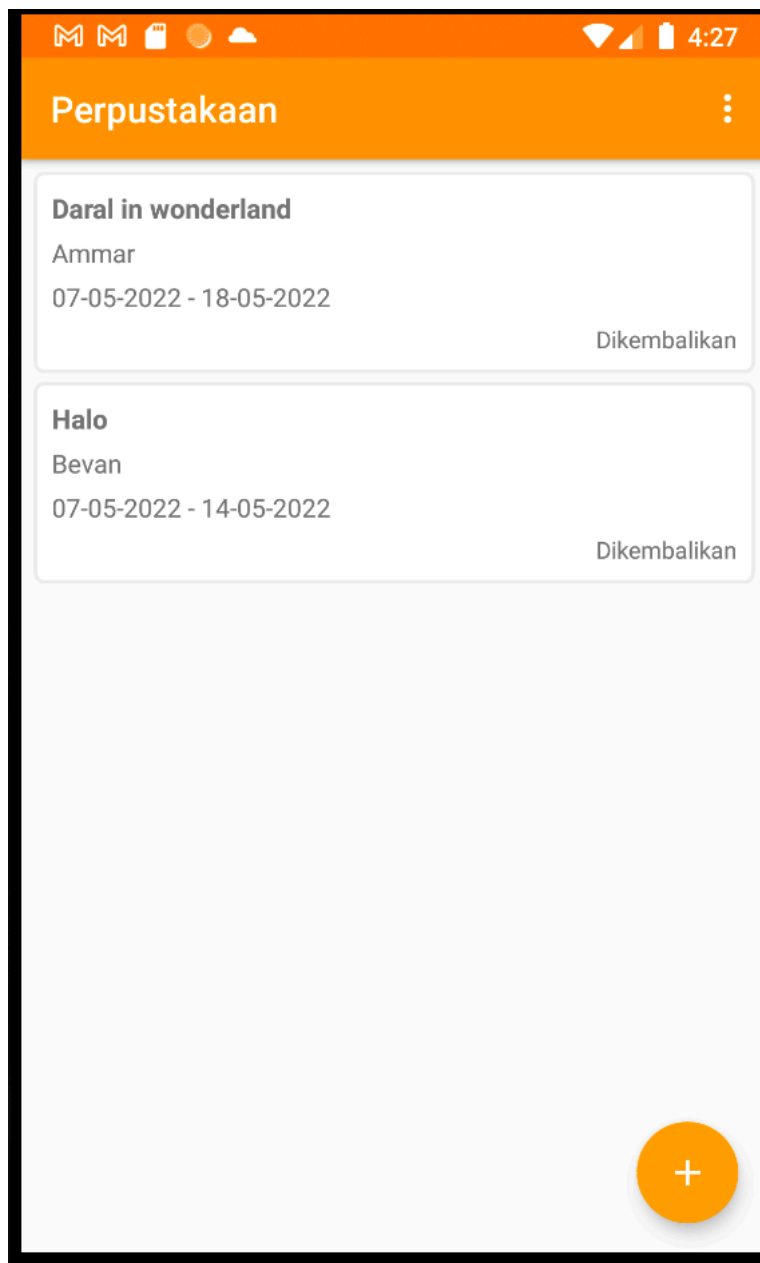 4:27
Perpustakaan
Daral in wonderland
Ammar
07-05-2022 - 18-05-2022
Dikembalikan
Halo
Bevan
07-05-2022 - 14-05-2022
Dikembalikan
+